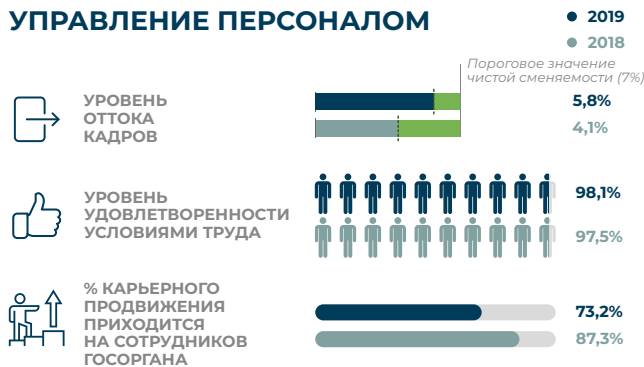 УПРАВЛЕНИЕ ПЕРСОНАЛОМ
2019
2018
Пороговое значение
чистой сменяемости (7%)
УРОВЕНЬ
ОТТОКА
КАДРОВ
5,8%
4,1%
УРОВЕНЬ
УДОВЛЕТВОРЕННОСТИ
УСЛОВИЯМИ ТРУДА
98,1%
97,5%
% КАРЬЕРНОГО
ПРОДВИЖЕНИЯ
ПРИХОДИТСЯ
НА СОТРУДНИКОВ
ГОСОРГАНА
73,2%
87,3%